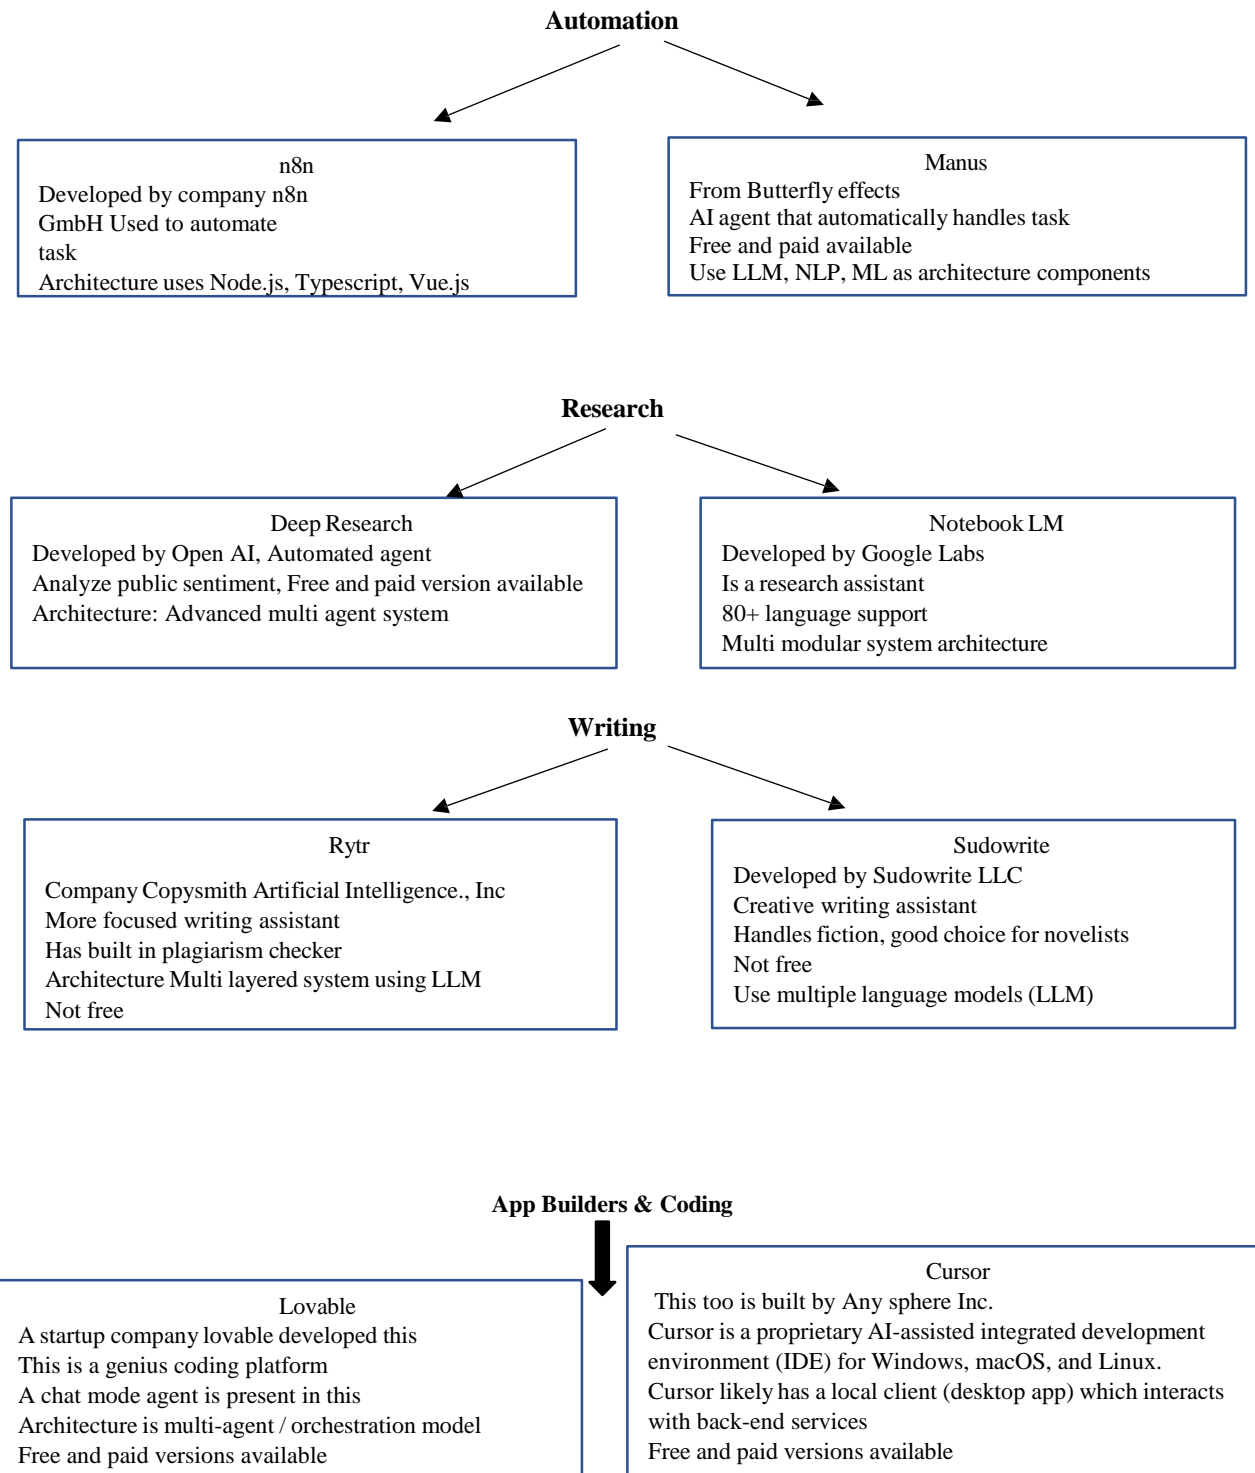 Automation
n8n
Developed by company n8n
GmbH Used to automate
task
Architecture uses Node.js, Typescript, Vue.js
Manus
From Butterfly effects
AI agent that automatically handles task
Free and paid available
Use LLM, NLP, ML as architecture components
Research
Deep Research
Developed by Open AI, Automated agent
Analyze public sentiment, Free and paid version available
Architecture: Advanced multi agent system
Notebook LM
Developed by Google Labs
Is a research assistant
80+ language support
Multi modular system architecture
Writing
Rytr
Company Copysmith Artificial Intelligence., Inc
More focused writing assistant
Has built in plagiarism checker
Architecture Multi layered system using LLM
Not free
Sudowrite
Developed by Sudowrite LLC
Creative writing assistant
Handles fiction, good choice for novelists
Not free
Use multiple language models (LLM)
App Builders & Coding
Lovable
A startup company lovable developed this
This is a genius coding platform
A chat mode agent is present in this
Architecture is multi-agent / orchestration model
Free and paid versions available
Cursor
This too is built by Any sphere Inc.
Cursor is a proprietary AI-assisted integrated development
environment (IDE) for Windows, macOS, and Linux.
Cursor likely has a local client (desktop app) which interacts
with back-end services
Free and paid versions available